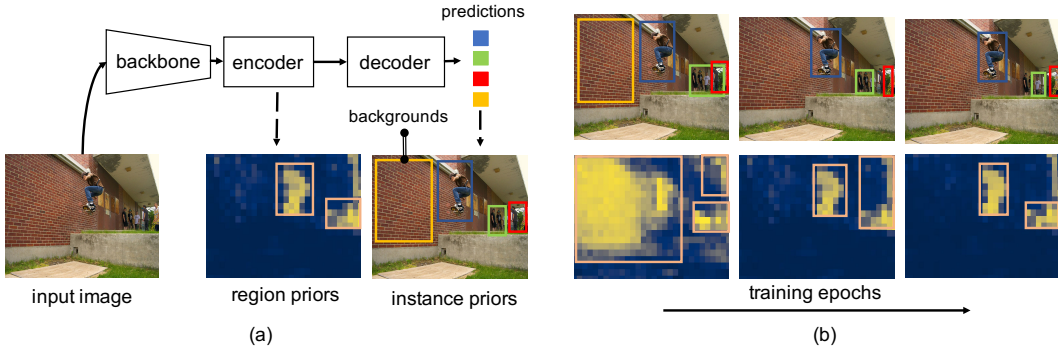 predictions
backbone
encoder
decoder
backgrounds
input image
region priors
instance priors
(a)
training epochs
(b)